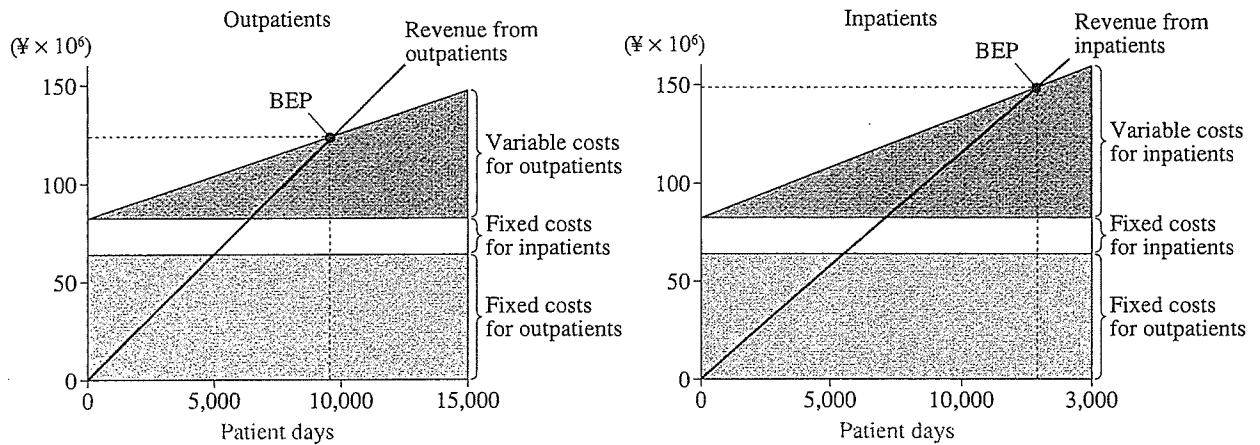 Outpatients
(¥ × 10⁶)
Revenue from
outpatients
150
BEP
Variable costs
for outpatients
100
Fixed costs
for inpatients
50
Fixed costs
for outpatients
0
0
5,000
10,000
15,000
Patient days
Inpatients
(¥ × 10⁶)
Revenue from
inpatients
BEP
150
Variable costs
for inpatients
100
Fixed costs
for inpatients
50
Fixed costs
for outpatients
0
0
5,000
10,000
3,000
Patient days